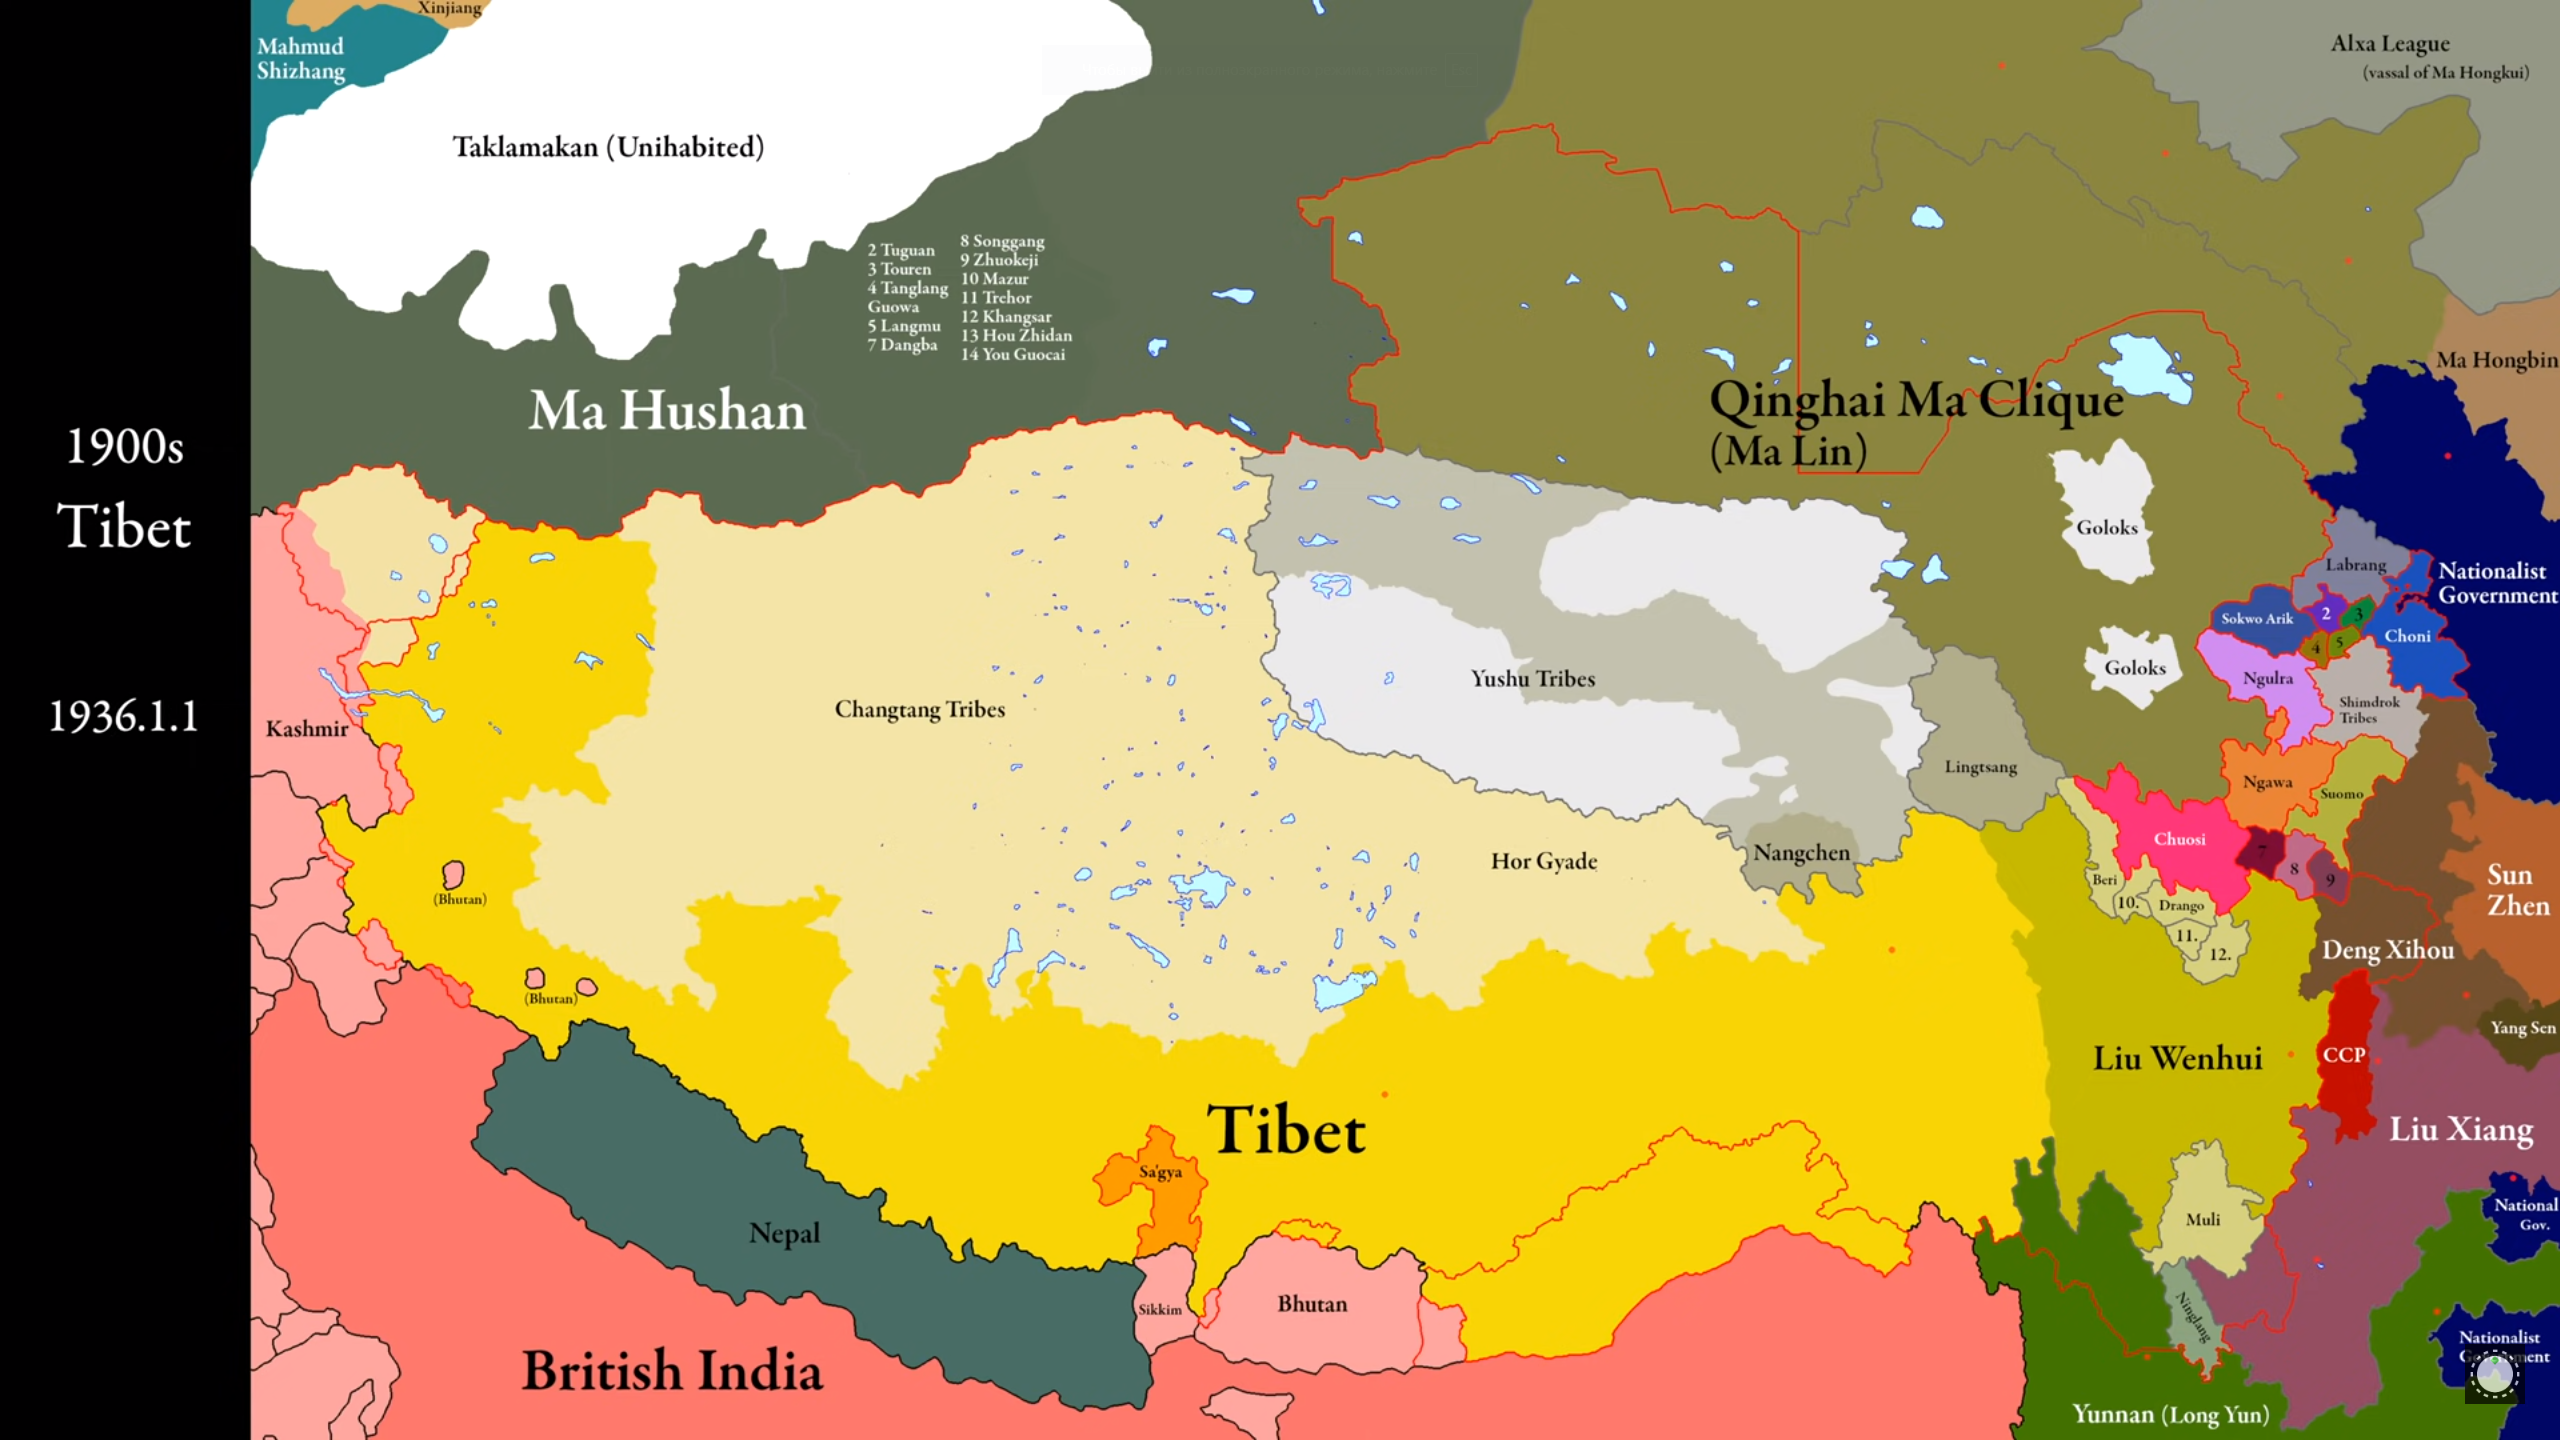 1900s
Tibet
1936.1.1
Xinjiang
Mahmud
Shizhang
Taklamakan (Unihabited)
Alxa League
(vassal of Ma Hongkui)
2 Tuguan
3 Touren
4 Tanglang
Guowa
5 Langmu
7 Dangba
8 Songgang
9 Zhuokeji
10 Mazur
11 Trehor
12 Khangsar
13 Hou Zhidan
14 You Guocai
Ma Hushan
Qinghai Ma Clique
(Ma Lin)
Ma Hongbin
Goloks
Labrang
Nationalist
Government
Sokwo Arik
2
3
4
5
Choni
Goloks
Ngulra
Shimdrok
Tribes
Yushu Tribes
Changtang Tribes
Kashmir
Lingtsang
Ngawa
Suomo
Chuosi
7
8
9
Nangchen
Hor Gyade
Beri
10.
Drango
11.
12.
Sun
Zhen
(Bhutan)
(Bhutan)
Deng Xihou
Yang Sen
CCP
Liu Wenhui
Liu Xiang
Tibet
Sa'gya
Nepal
Muli
National
Gov.
Sikkim
Bhutan
Ninglang
Nationalist
British India
Yunnan (Long Yun)